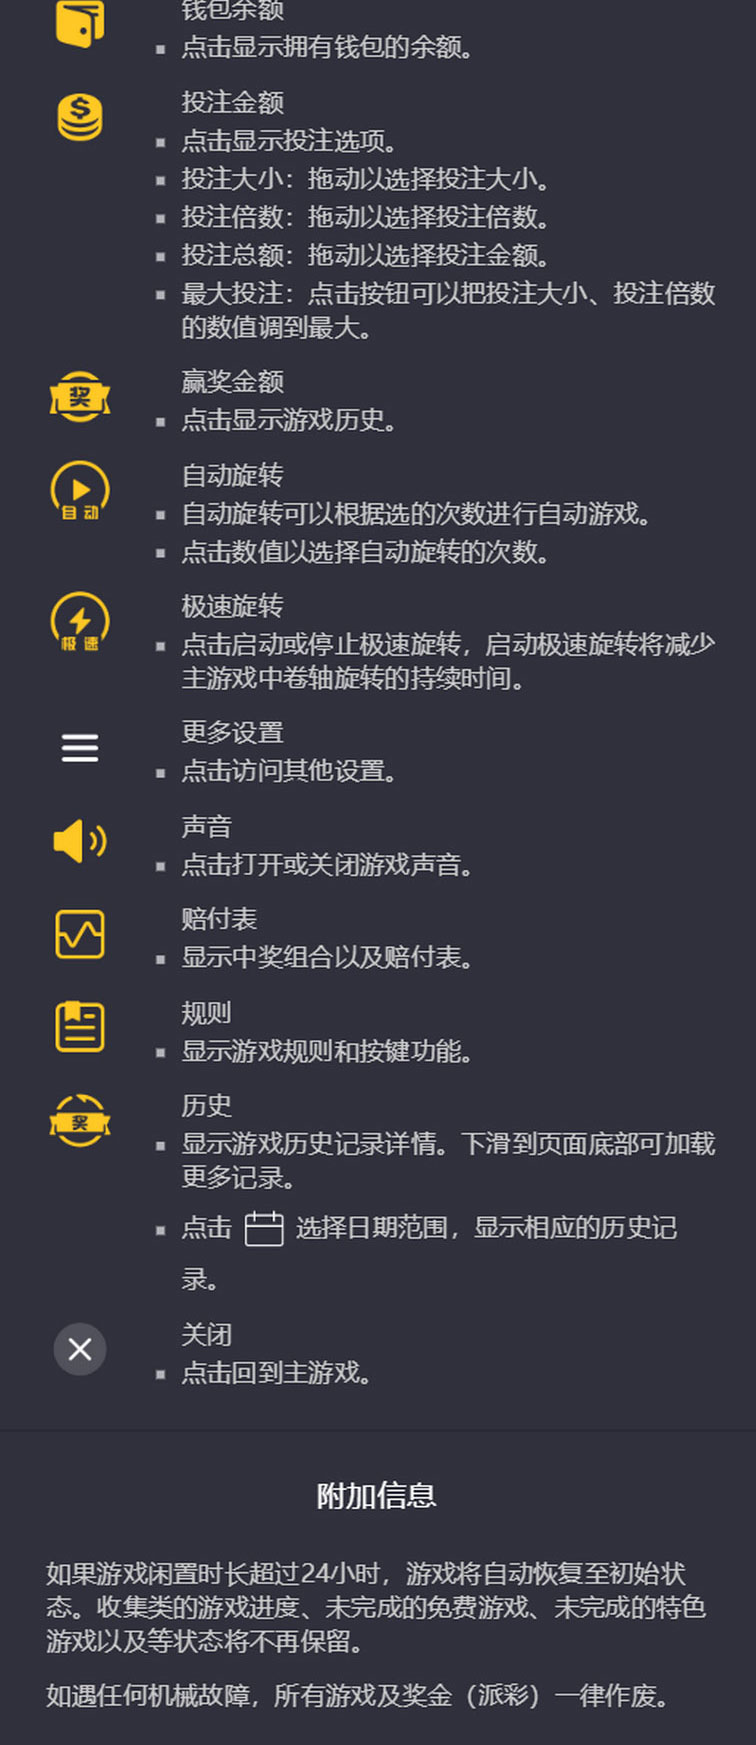 钱包余额
点击显示拥有钱包的余额。
投注金额
点击显示投注选项。
投注大小：拖动以选择投注大小。
投注倍数：拖动以选择投注倍数。
投注总额：拖动以选择投注金额。
最大投注：点击按钮可以把投注大小、投注倍数
的数值调到最大。
奖
赢奖金额
点击显示游戏历史。
自动
自动旋转
自动旋转可以根据选的次数进行自动游戏。
点击数值以选择自动旋转的次数。
极速
极速旋转
点击启动或停止极速旋转，启动极速旋转将减少
主游戏中卷轴旋转的持续时间。
更多设置
点击访问其他设置。
声音
点击打开或关闭游戏声音。
赔付表
显示中奖组合以及赔付表。
规则
显示游戏规则和按键功能。
奖
历史
显示游戏历史记录详情。下滑到页面底部可加载
更多记录。
点击 选择日期范围，显示相应的历史记
录。
关闭
点击回到主游戏。
附加信息
如果游戏闲置时长超过24小时，游戏将自动恢复至初始状
态。收集类的游戏进度、未完成的免费游戏、未完成的特色
游戏以及等状态将不再保留。
如遇任何机械故障，所有游戏及奖金（派彩）一律作废。